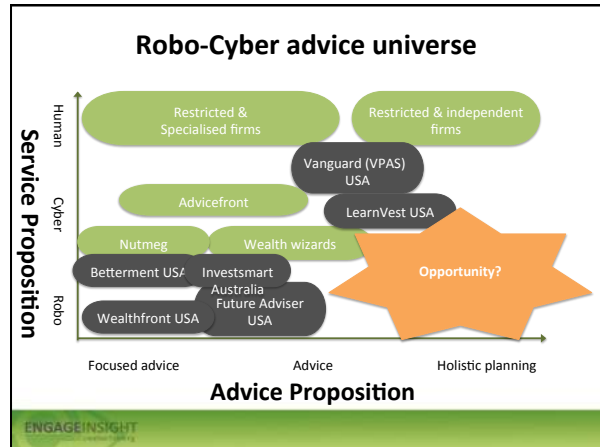 Robo-Cyber advice universe
Service Proposition
Human
Cyber
Robo
Restricted &
Specialised firms
Restricted & independent
firms
Vanguard (VPAS)
USA
Advicefront
LearnVest USA
Nutmeg
Wealth wizards
Betterment USA
Investsmart
Australia
Opportunity?
Future Adviser
USA
Wealthfront USA
Focused advice
Advice
Holistic planning
Advice Proposition
ENGAGEINSIGHT